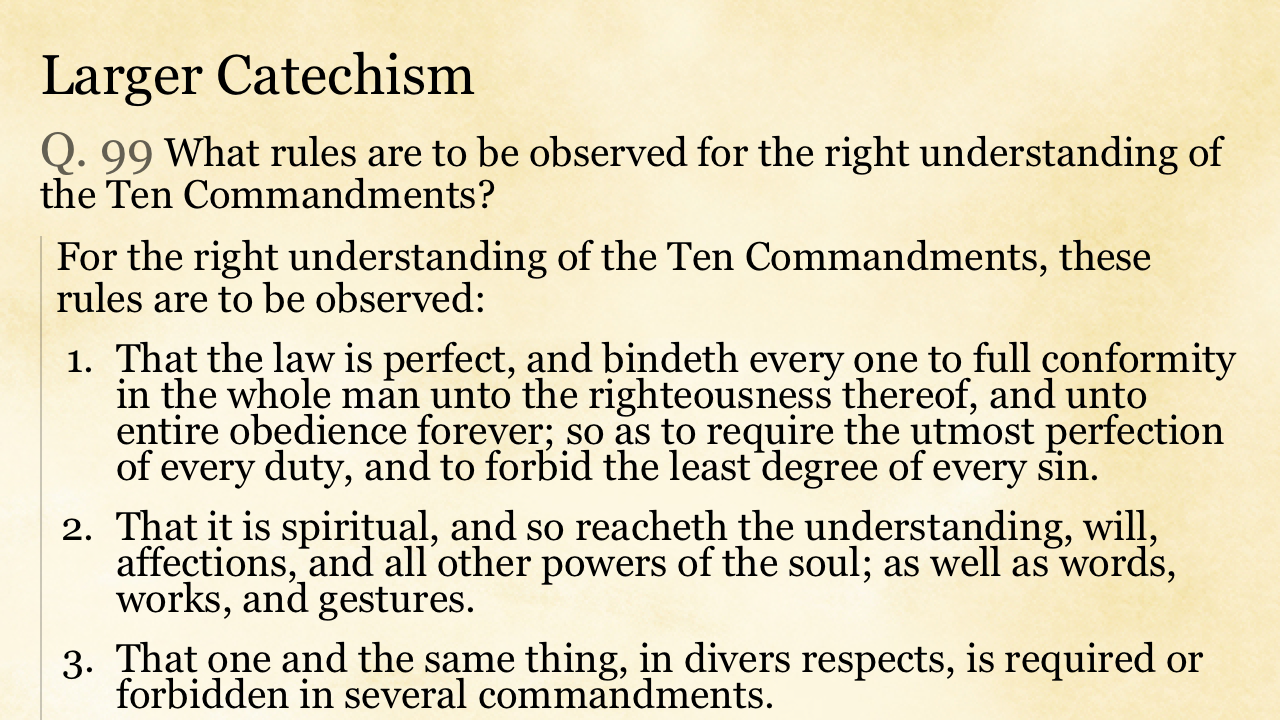 Larger Catechism
Q. 99 What rules are to be observed for the right understanding of
the Ten Commandments?
For the right understanding of the Ten Commandments, these
rules are to be observed:
1. That the law is perfect, and bindeth every one to full conformity
in the whole man unto the righteousness thereof, and unto
entire obedience forever; so as to require the utmost perfection
of every duty, and to forbid the least degree of every sin.
2. That it is spiritual, and so reacheth the understanding, will,
affections, and all other powers of the soul; as well as words,
works, and gestures.
3. That one and the same thing, in divers respects, is required or
forbidden in several commandments.